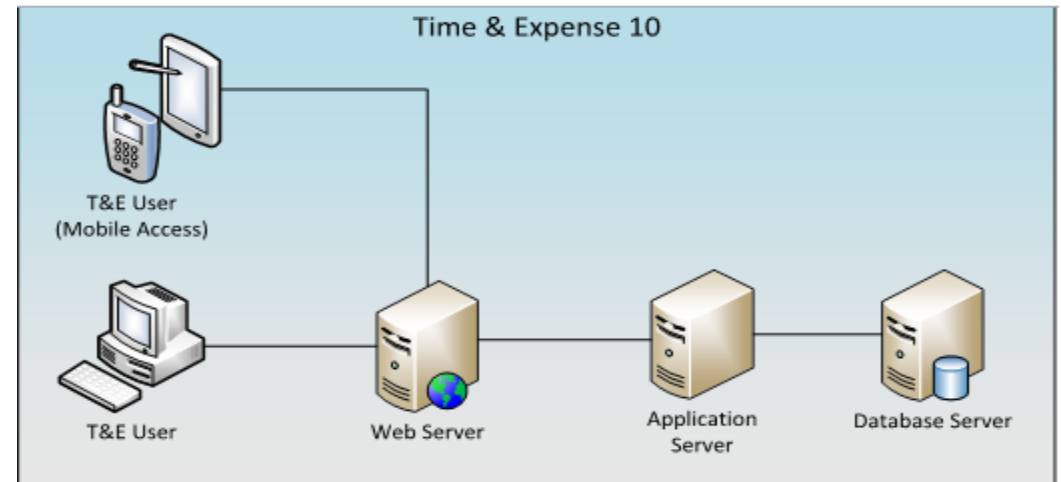 Time & Expense 10
T&E User
(Mobile Access)
T&E User
Web Server
Application
Server
Database Server